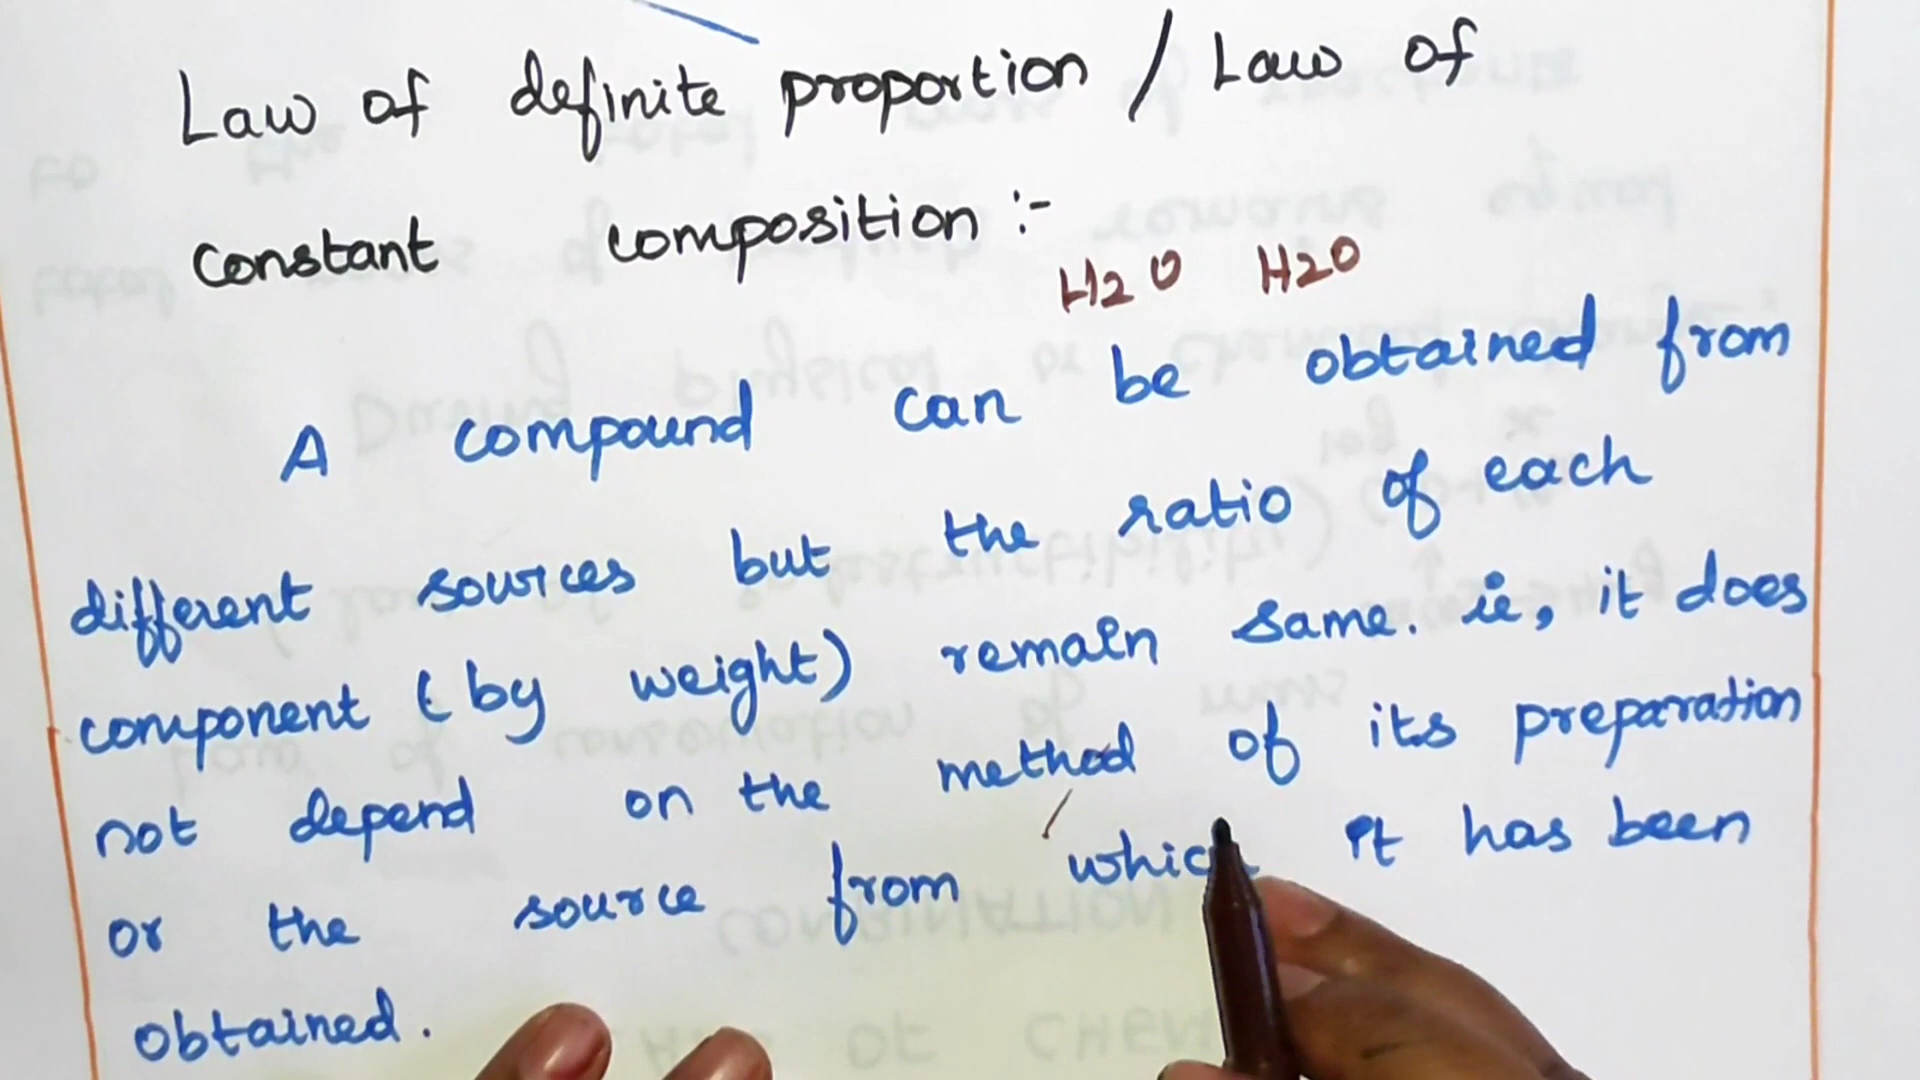 Law of definite proportion / Law of
constant composition :-
H2O H2O
A compound can be obtained from
different sources but the ratio of each
component (by weight) remain same. ie, it does
not depend on the method of its preparation
or the source from which it has been
obtained.